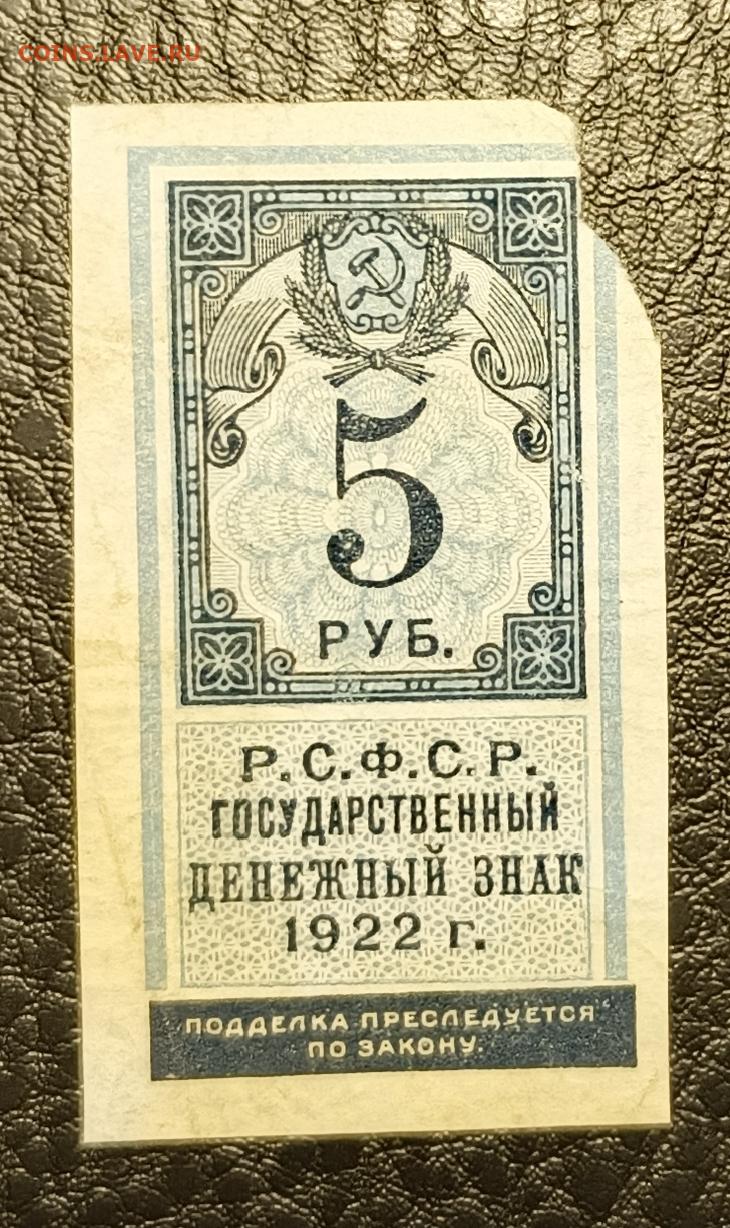 COINS.LAVE.RU
5
РУБ.
Р.С.Ф.С.Р.
ГОСУДАРСТВЕННЫЙ
ДЕНЕЖНЫЙ ЗНАК
1922 г.
ПОДДЕЛКА ПРЕСЛЕДУЕТСЯ
ПО ЗАКОНУ.